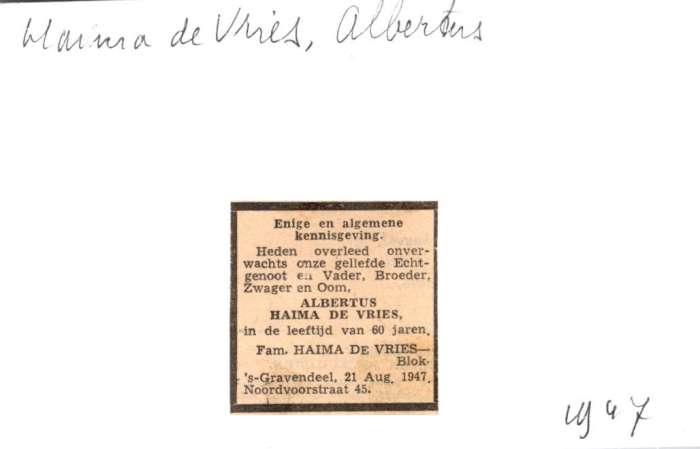 Haima de Vries, Albertus
Enige en algemene
kennisgeving.
Heden overleed onver-
wachts onze geliefde Echt-
genoot en Vader, Broeder,
Zwager en Oom,
ALBERTUS
HAIMA DE VRIES,
in de leeftijd van 60 jaren.
Fam. HAIMA DE VRIES—
Blok.
's-Gravendeel, 21 Aug. 1947.
Noordvoorstraat 45.
1947